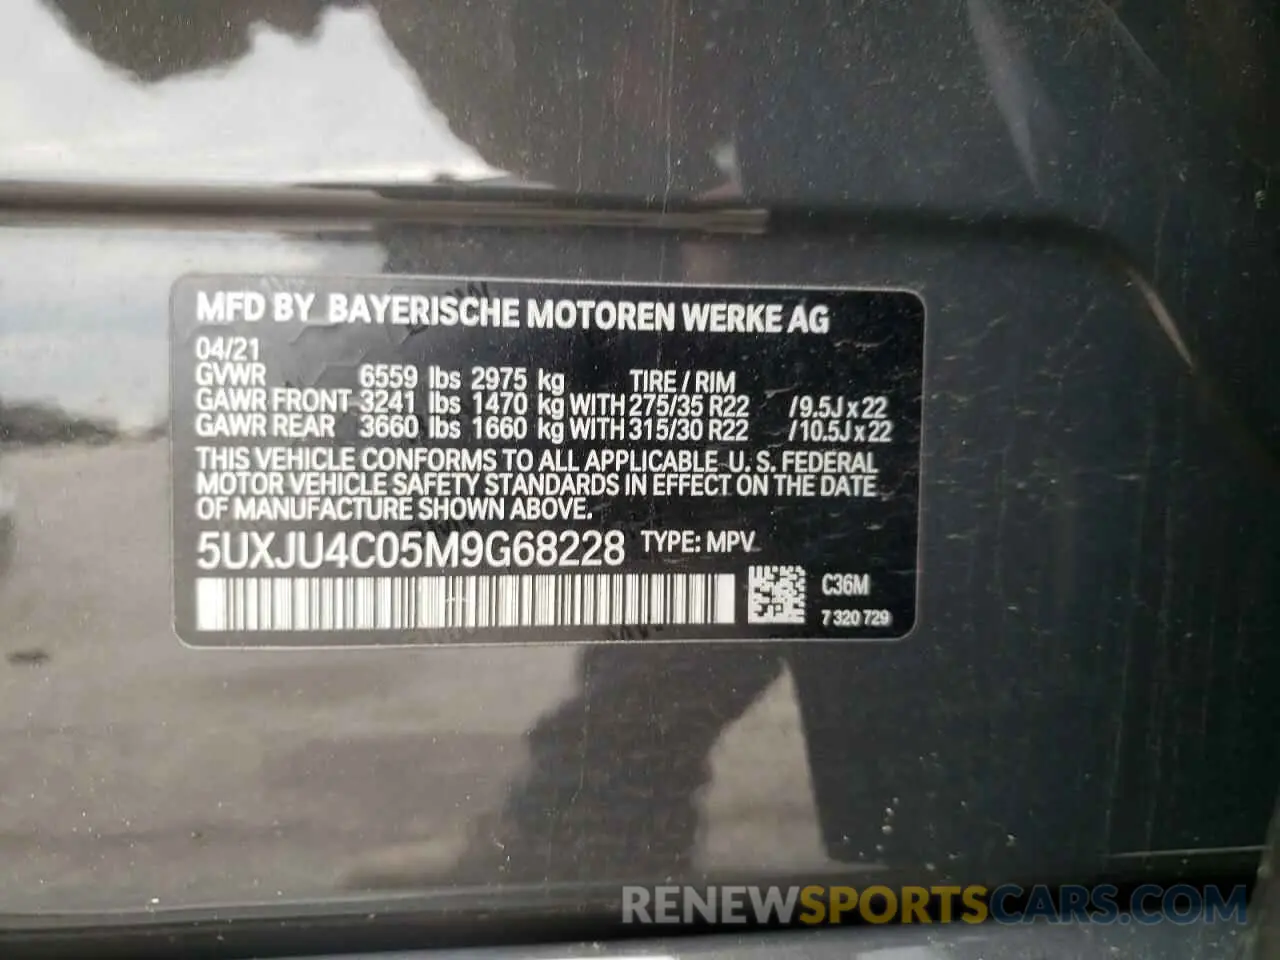 MFD BY BAYERISCHE MOTOREN WERKE AG
04/21
GVWR 6559 lbs 2975 kg TIRE / RIM
GAWR FRONT 3241 lbs 1470 kg WITH 275/35 R22 / 9.5J x 22
GAWR REAR 3660 lbs 1660 kg WITH 315/30 R22 / 10.5J x 22
THIS VEHICLE CONFORMS TO ALL APPLICABLE U. S. FEDERAL
MOTOR VEHICLE SAFETY STANDARDS IN EFFECT ON THE DATE
OF MANUFACTURE SHOWN ABOVE.
5UXJU4C05M9G68228 TYPE: MPV
C36M
7 320 729
RENEWSPORTSCARS.COM